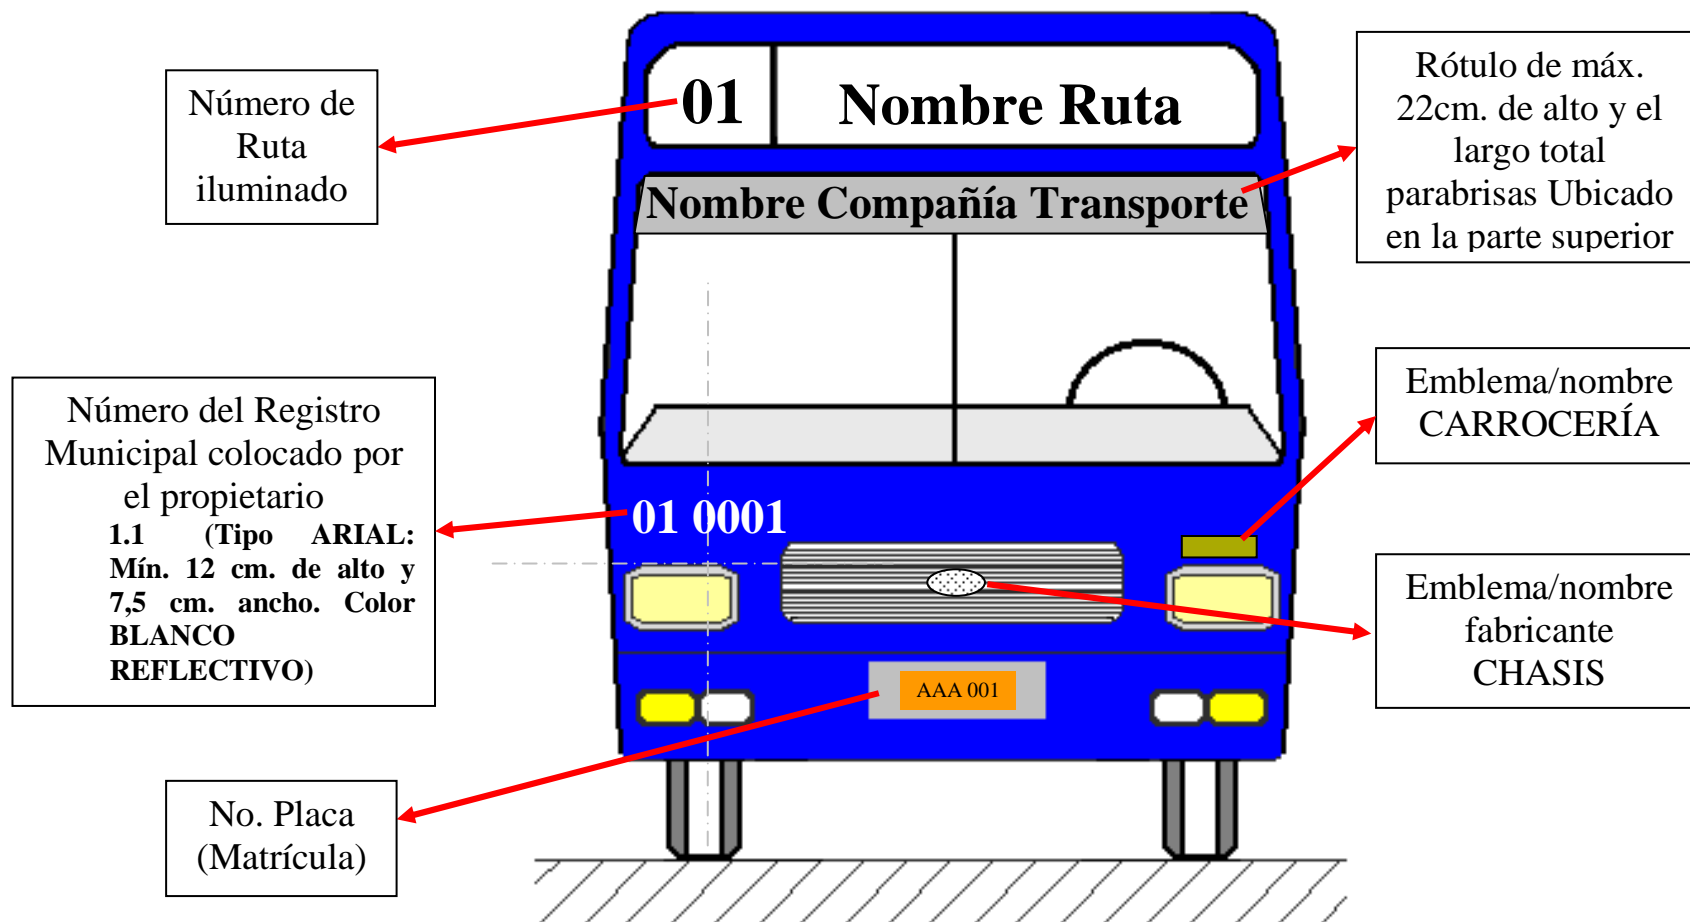 Número de
Ruta
iluminado
01
Nombre Ruta
Rótulo de máx.
22cm. de alto y el
largo total
parabrisas Ubicado
en la parte superior
Nombre Compañía Transporte
Número del Registro
Municipal colocado por
el propietario
1.1 (Tipo ARIAL:
Mín. 12 cm. de alto y
7,5 cm. ancho. Color
BLANCO
REFLECTIVO)
01 0001
Emblema/nombre
CARROCERÍA
Emblema/nombre
fabricante
CHASIS
AAA 001
No. Placa
(Matrícula)